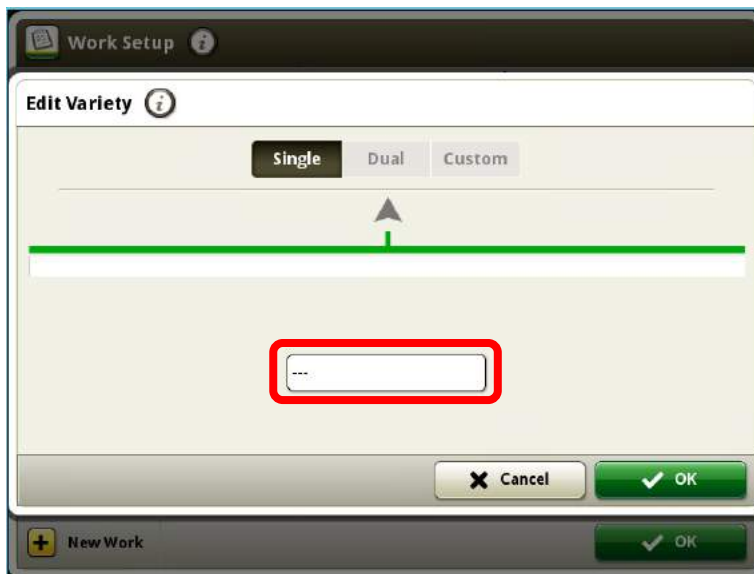 Work Setup i
Edit Variety i
Single Dual Custom
---
Cancel OK
New Work OK